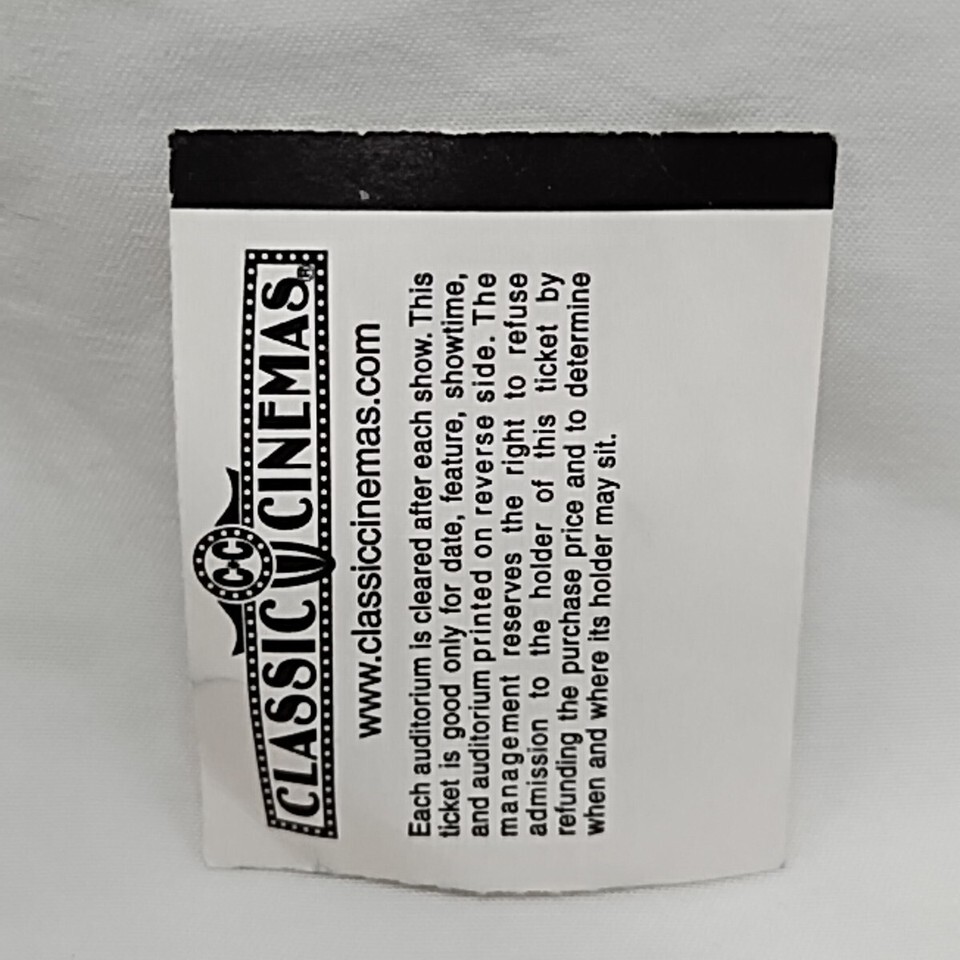 C·C
CLASSIC CINEMAS®
www.classiccinemas.com
Each auditorium is cleared after each show. This
ticket is good only for date, feature, showtime,
and auditorium printed on reverse side. The
management reserves the right to refuse
admission to the holder of this ticket by
refunding the purchase price and to determine
when and where its holder may sit.